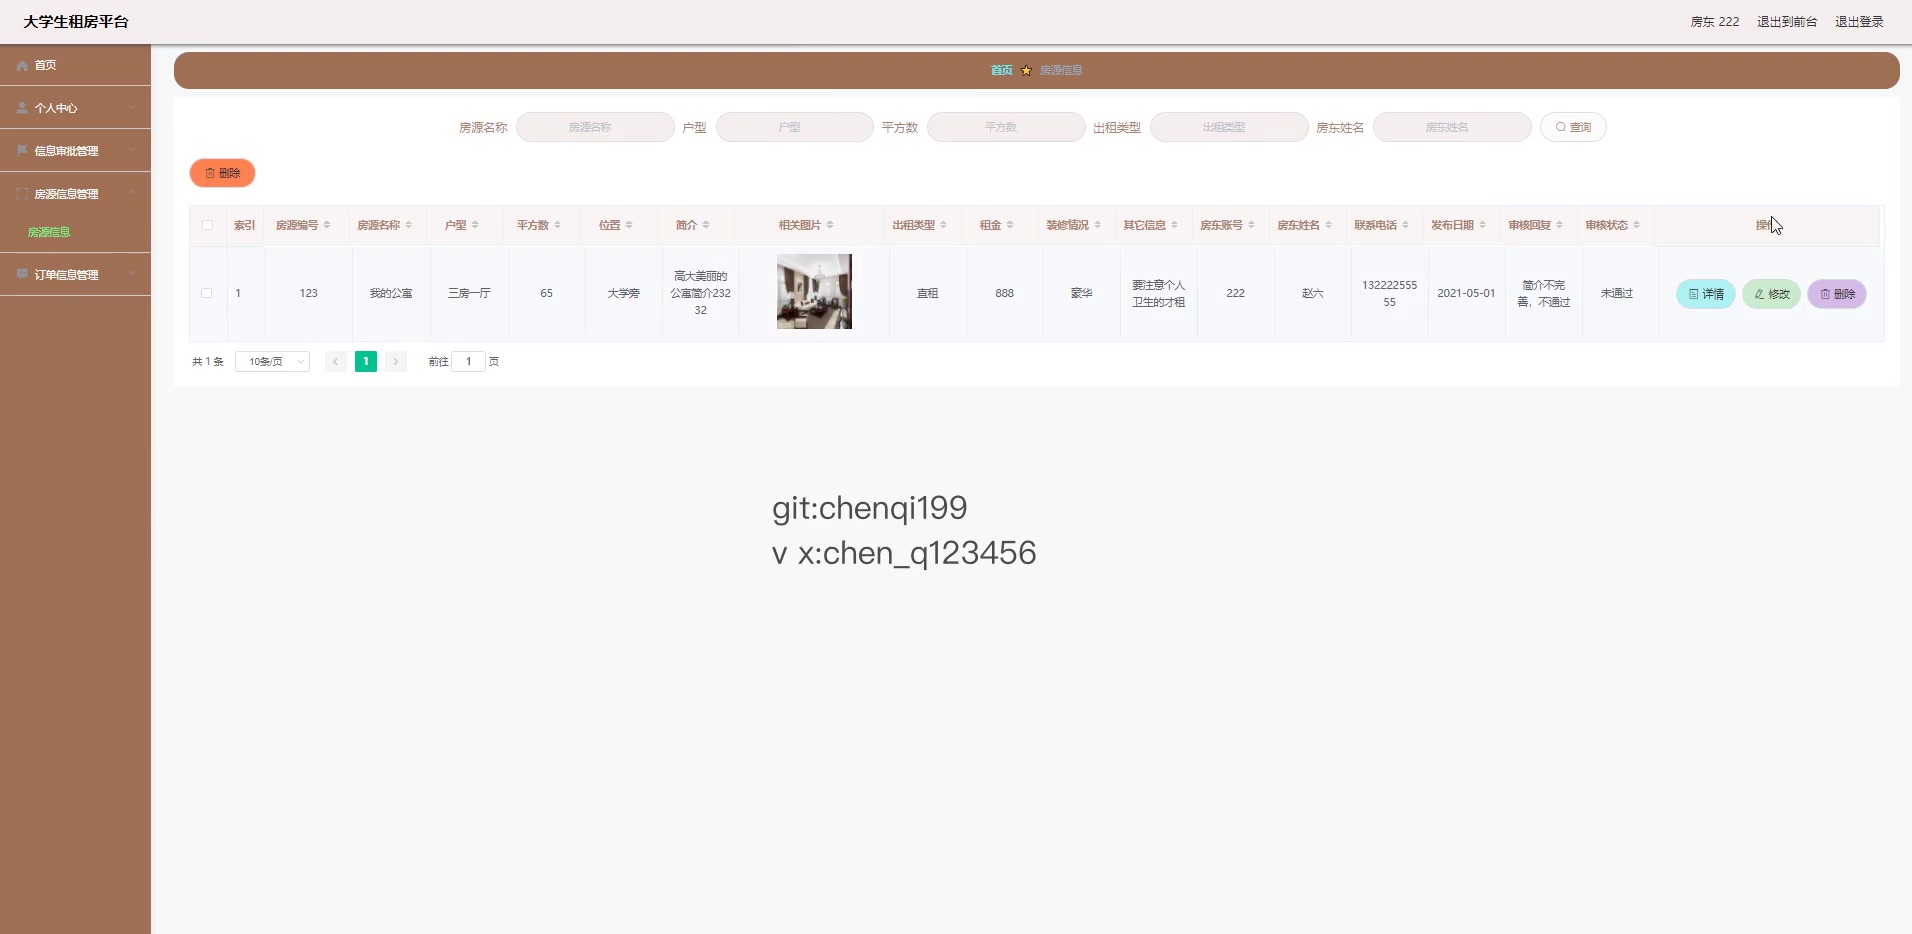 大学生租房平台
房东 222 退出到前台 退出登录
首页
个人中心
信息审批管理
房源信息管理
房源信息
订单信息管理
首页 房源信息
房源名称 房源名称 户型 户型 平方数 平方数 出租类型 出租类型 房东姓名 房东姓名 查询
删除
索引 房源编号 房源名称 户型 平方数 位置 简介 相关图片 出租类型 租金 装修情况 其它信息 房东账号 房东姓名 联系电话 发布日期 审核回复 审核状态 操
1 123 我的公寓 三房一厅 65 大学旁 高大美丽的公寓简介23232 直租 888 豪华 要注意个人卫生的才租 222 赵六 13222255555 2021-05-01 简介不完善，不通过 未通过 详情 修改 删除
共 1 条 10条/页 1 前往 1 页
git:chenqi199
v x:chen_q123456